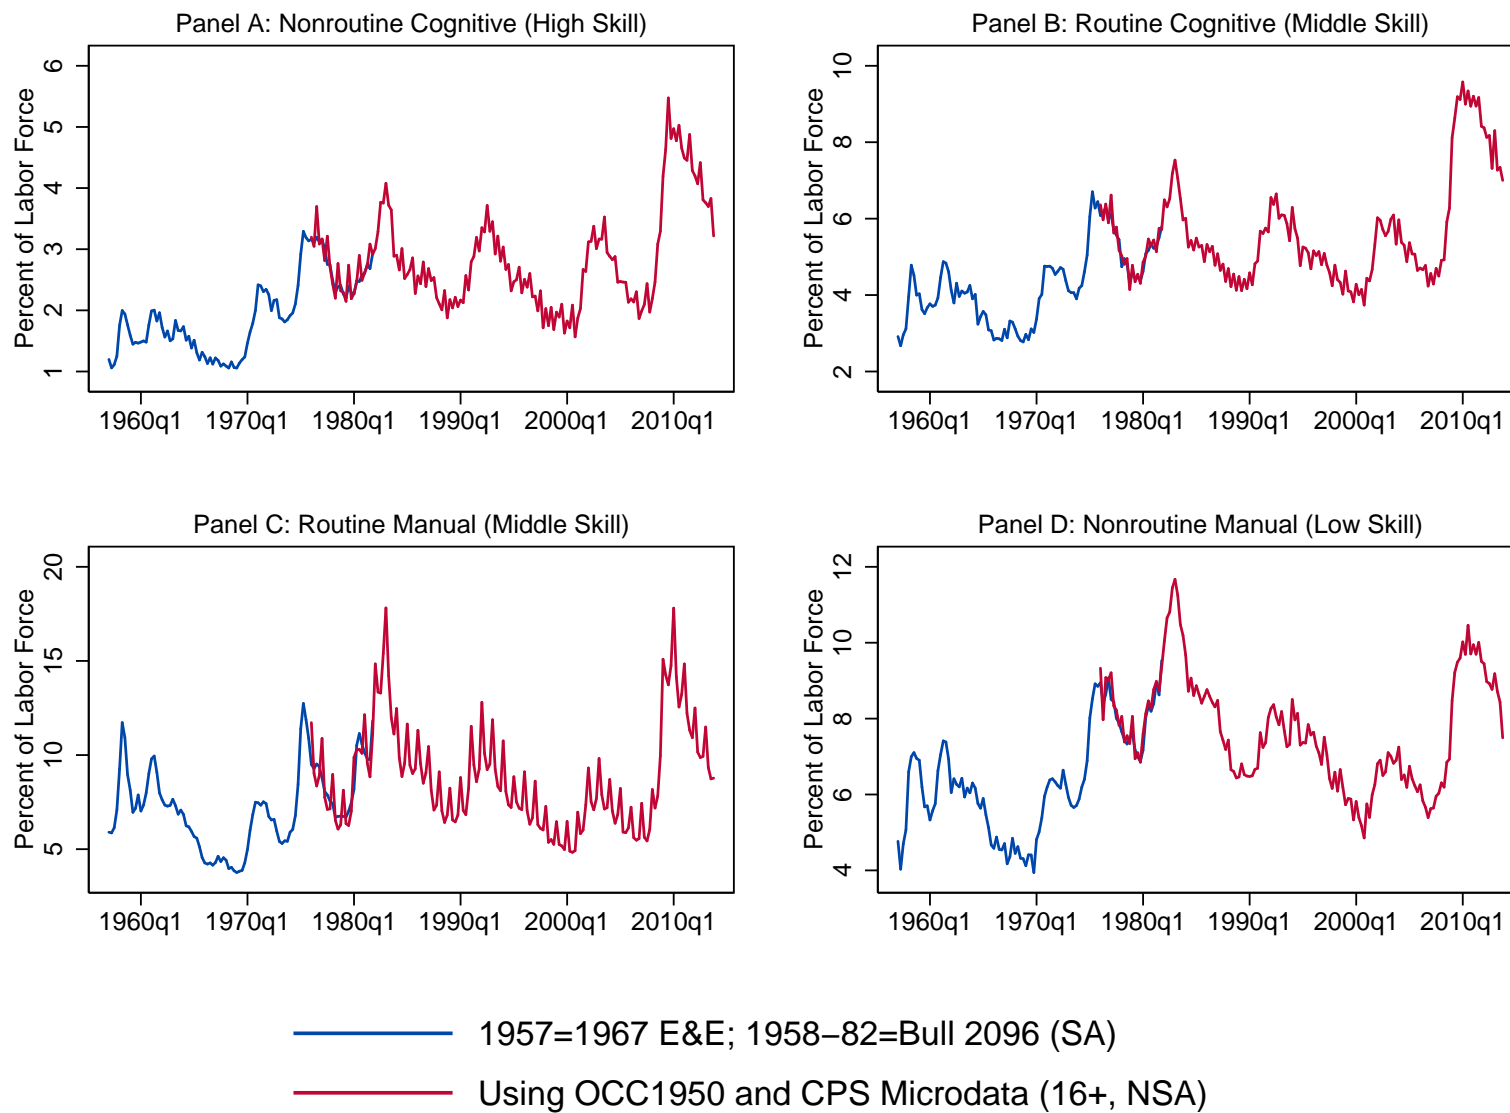 Panel A: Nonroutine Cognitive (High Skill)
Percent of Labor Force
6
5
4
3
2
1
1960q1 1970q1 1980q1 1990q1 2000q1 2010q1
Panel B: Routine Cognitive (Middle Skill)
Percent of Labor Force
10
8
6
4
2
1960q1 1970q1 1980q1 1990q1 2000q1 2010q1
Panel C: Routine Manual (Middle Skill)
Percent of Labor Force
20
15
10
5
1960q1 1970q1 1980q1 1990q1 2000q1 2010q1
Panel D: Nonroutine Manual (Low Skill)
Percent of Labor Force
12
10
8
6
4
1960q1 1970q1 1980q1 1990q1 2000q1 2010q1
1957=1967 E&E; 1958−82=Bull 2096 (SA)
Using OCC1950 and CPS Microdata (16+, NSA)